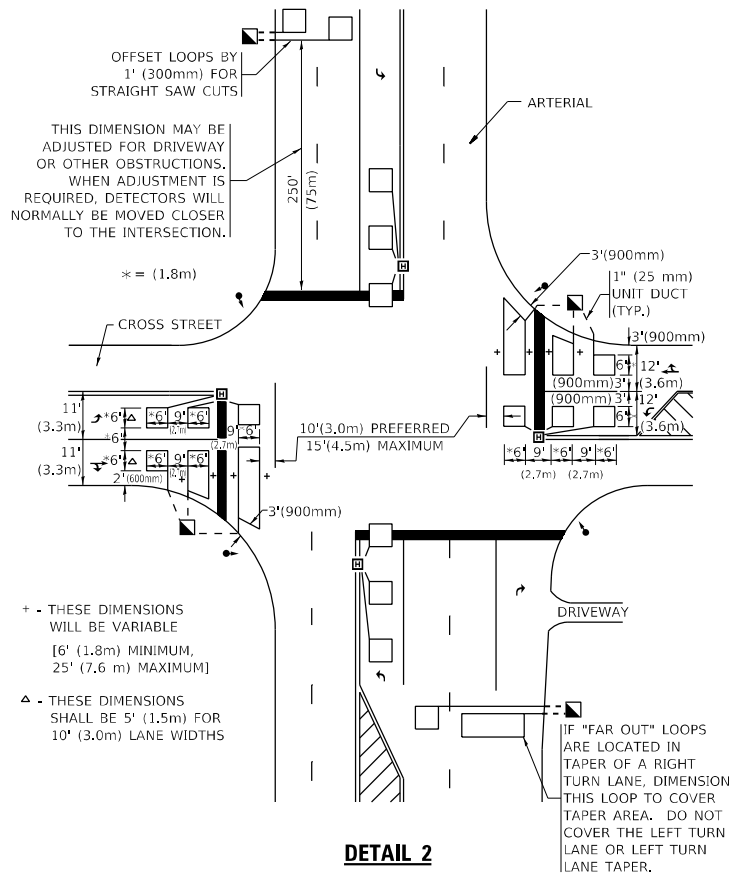 OFFSET LOOPS BY
1' (300mm) FOR
STRAIGHT SAW CUTS
ARTERIAL
THIS DIMENSION MAY BE
ADJUSTED FOR DRIVEWAY
OR OTHER OBSTRUCTIONS.
WHEN ADJUSTMENT IS
REQUIRED, DETECTORS WILL
NORMALLY BE MOVED CLOSER
TO THE INTERSECTION.
250'
(75m)
* = (1.8m)
H
3'(900mm)
1" (25 mm)
UNIT DUCT
(TYP.)
CROSS STREET
3'(900mm)
6'* 12'
(3.6m)
(900mm) 3'
(900mm) 3'
3' 12'
6'*
(3.6m)
H
H
11'
(3.3m)
*6'
*6' 9' *6'
(2.7m)
*6'
9' *6'
(2.7m)
11'
(3.3m)
*6'
*6' 9' *6'
(2.7m)
2' (600mm)
10'(3.0m) PREFERRED
15'(4.5m) MAXIMUM
*6' 9' *6' 9' *6'
(2.7m) (2.7m)
3'(900mm)
H
+ - THESE DIMENSIONS
WILL BE VARIABLE
[6' (1.8m) MINIMUM,
25' (7.6 m) MAXIMUM]
DRIVEWAY
△ - THESE DIMENSIONS
SHALL BE 5' (1.5m) FOR
10' (3.0m) LANE WIDTHS
IF "FAR OUT" LOOPS
ARE LOCATED IN
TAPER OF A RIGHT
TURN LANE, DIMENSION
THIS LOOP TO COVER
TAPER AREA. DO NOT
COVER THE LEFT TURN
LANE OR LEFT TURN
LANE TAPER.
DETAIL 2